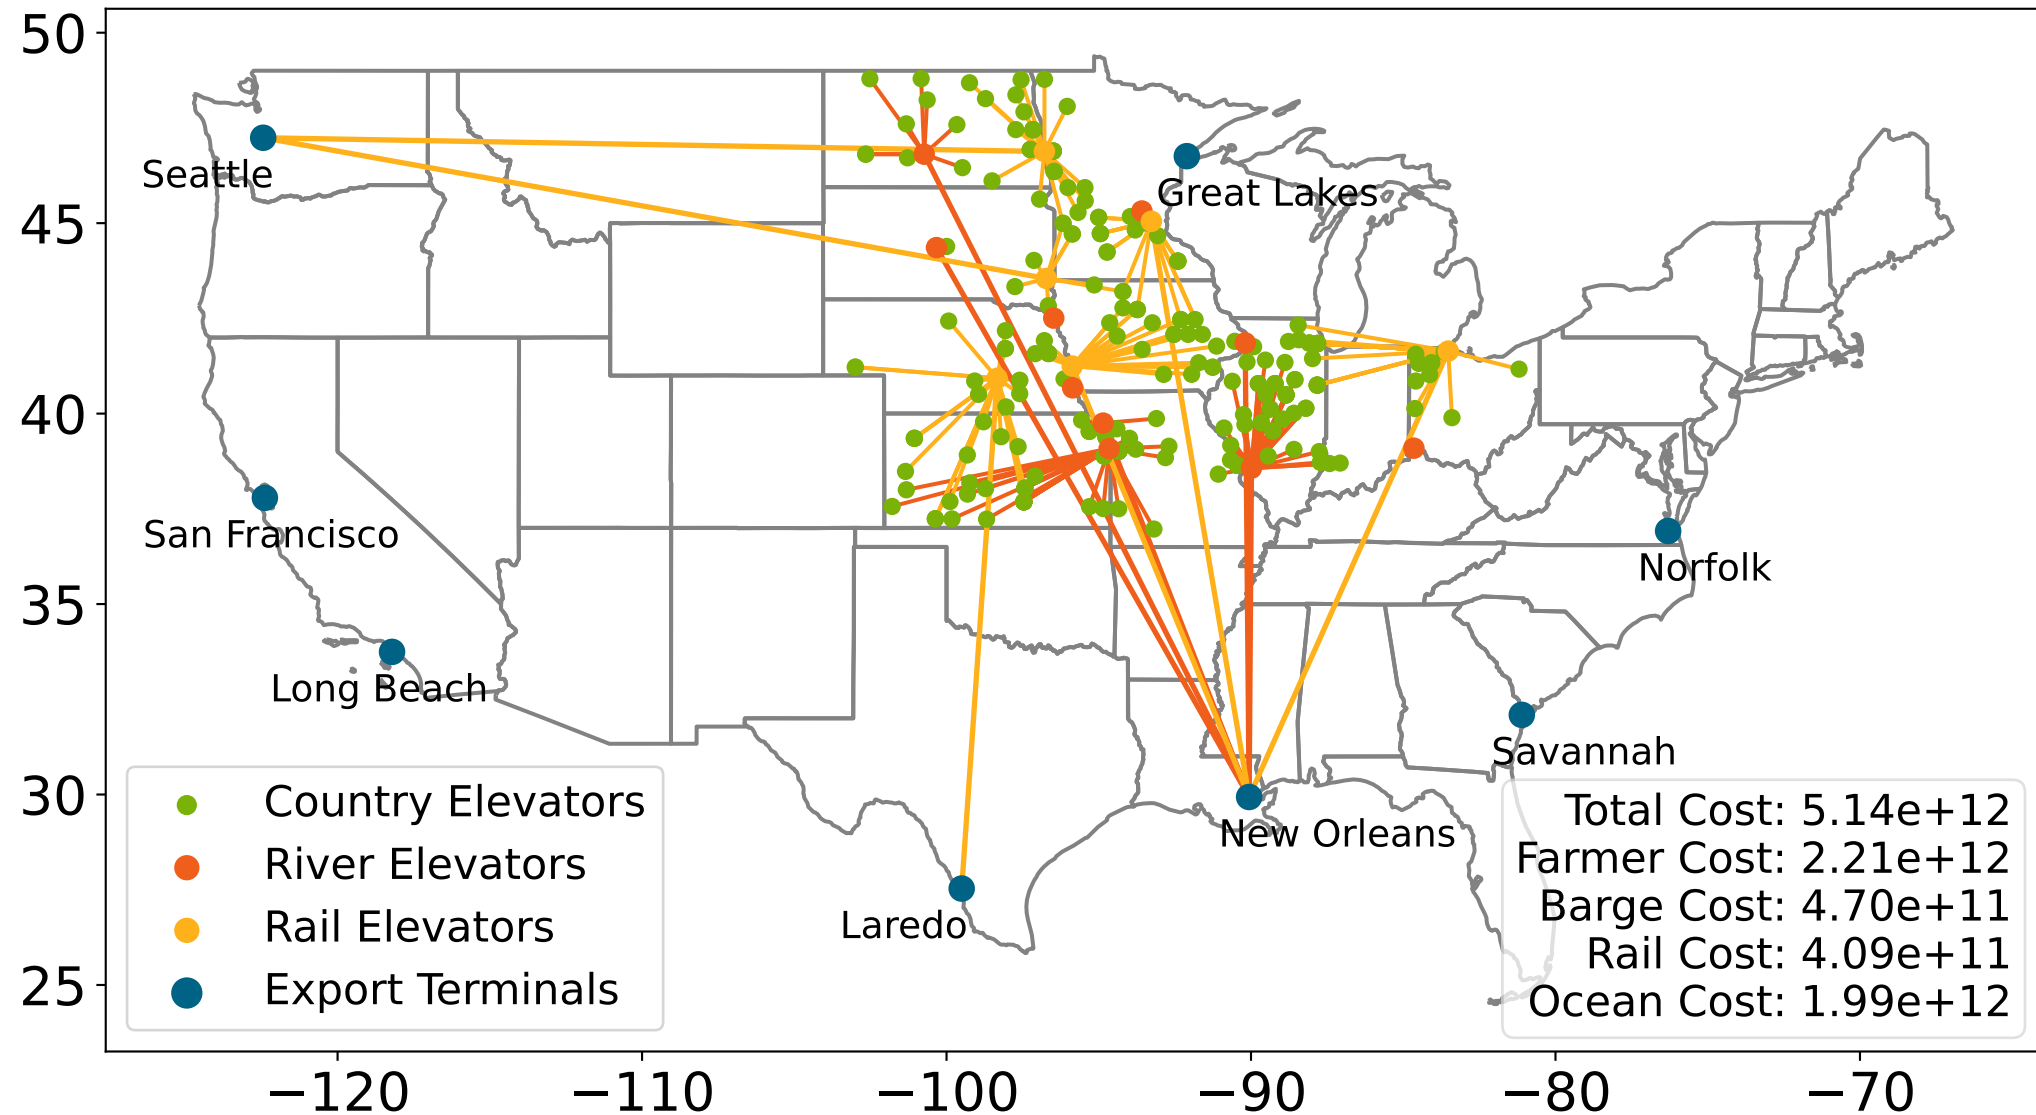 50
45
40
35
30
25
−120
−110
−100
−90
−80
−70
Seattle
Great Lakes
San Francisco
Norfolk
Long Beach
Savannah
New Orleans
Laredo
Country Elevators
River Elevators
Rail Elevators
Export Terminals
Total Cost: 5.14e+12
Farmer Cost: 2.21e+12
Barge Cost: 4.70e+11
Rail Cost: 4.09e+11
Ocean Cost: 1.99e+12